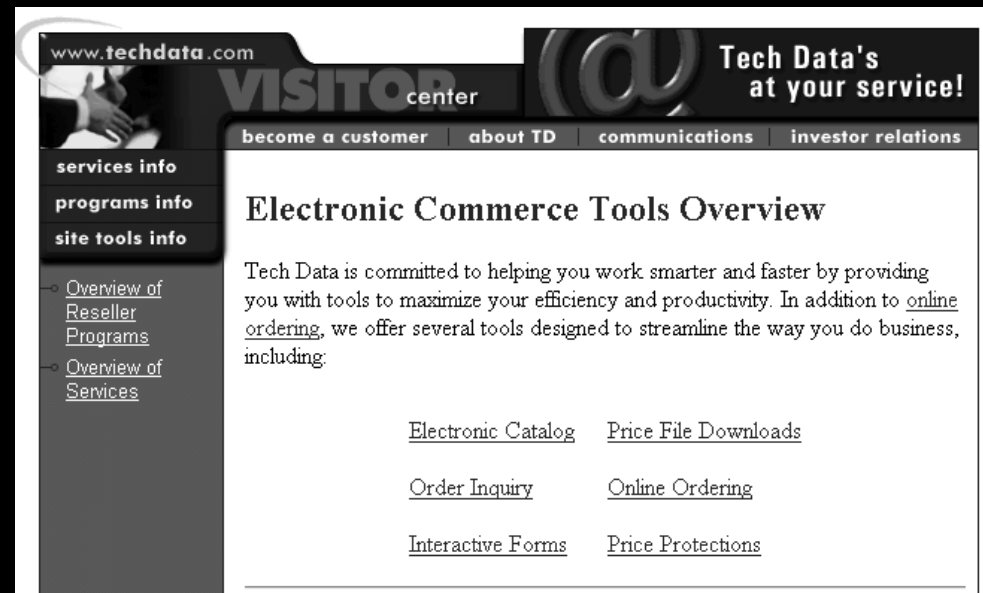 www.techdata.com
VISITOR center
Tech Data's
at your service!
become a customer | about TD | communications | investor relations
services info
programs info
site tools info
Overview of
Reseller
Programs
Overview of
Services
Electronic Commerce Tools Overview
Tech Data is committed to helping you work smarter and faster by providing
you with tools to maximize your efficiency and productivity. In addition to online
ordering, we offer several tools designed to streamline the way you do business,
including:
Electronic Catalog Price File Downloads
Order Inquiry Online Ordering
Interactive Forms Price Protections